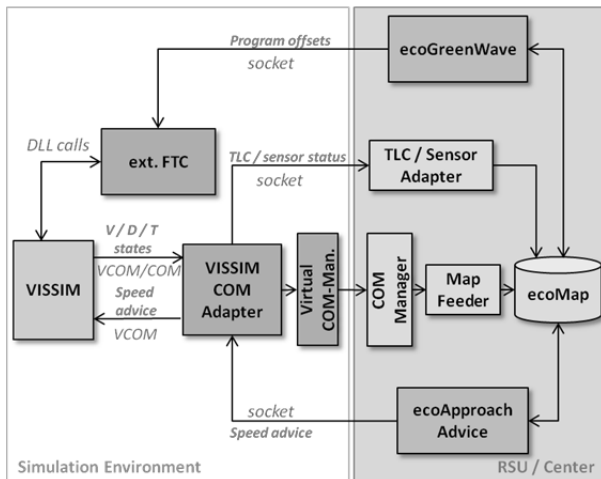 Program offsets
socket
ecoGreenWave
DLL calls
ext. FTC
TLC / sensor status
socket
TLC / Sensor
Adapter
V / D / T
states
VCOM/COM
Speed
advice
VCOM
VISSIM
VISSIM
COM
Adapter
Virtual
COM-Man.
COM
Manager
Map
Feeder
ecoMap
socket
Speed advice
ecoApproach
Advice
Simulation Environment
RSU / Center